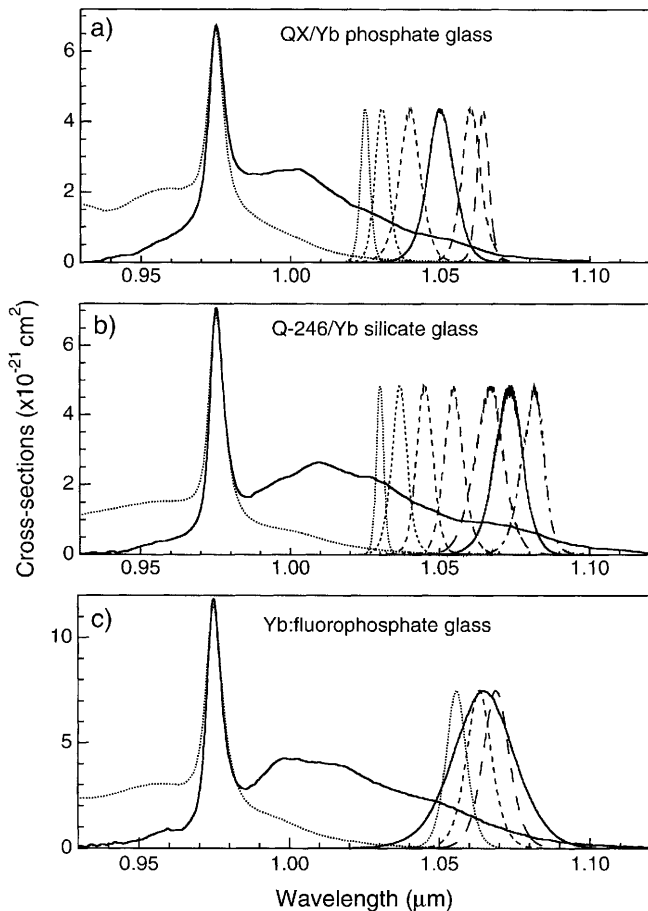 a)
QX/Yb phosphate glass
6
4
2
0
0.95
1.00
1.05
1.10
b)
Q-246/Yb silicate glass
6
4
2
0
0.95
1.00
1.05
1.10
Cross-sections (x10⁻²¹ cm²)
c)
Yb:fluorophosphate glass
10
5
0
0.95
1.00
1.05
1.10
Wavelength (μm)